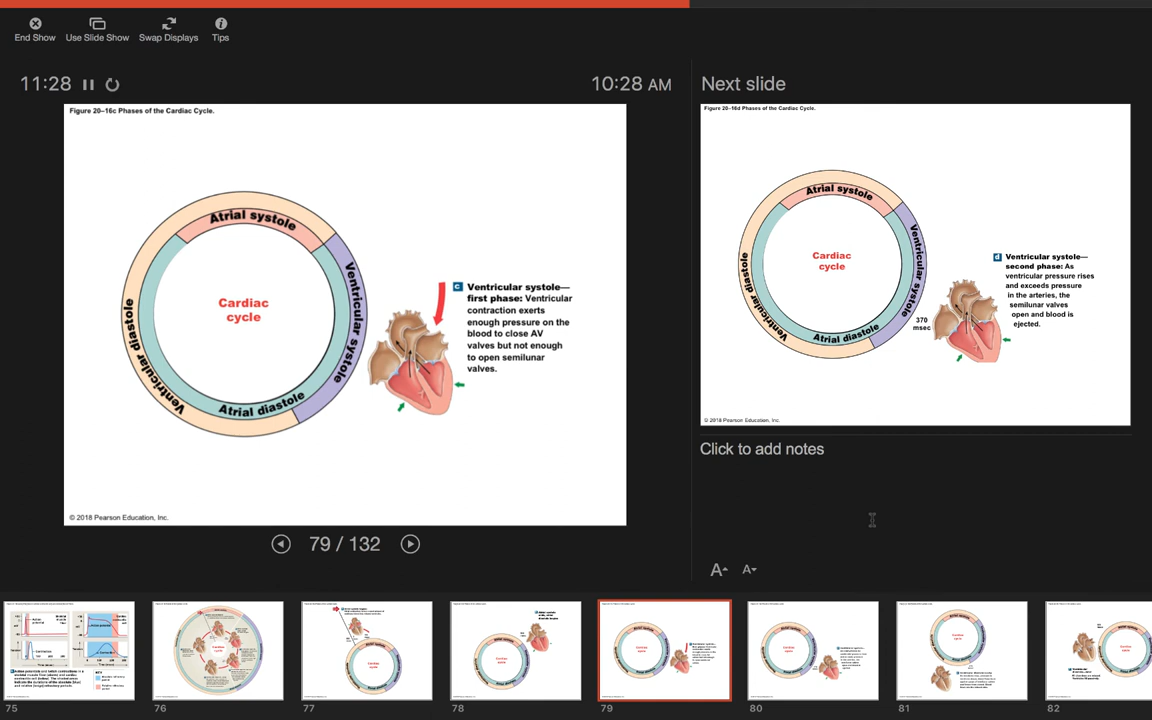 End Show
Use Slide Show
Swap Displays
Tips
11:28
10:28 AM
Next slide
Figure 20–16c Phases of the Cardiac Cycle.
Atrial systole
Ventricular systole
Atrial diastole
Ventricular diastole
Cardiac
cycle
c Ventricular systole—
first phase: Ventricular
contraction exerts
enough pressure on the
blood to close AV
valves but not enough
to open semilunar
valves.
© 2018 Pearson Education, Inc.
Figure 20–16d Phases of the Cardiac Cycle.
Atrial systole
Ventricular systole
Atrial diastole
Ventricular diastole
Cardiac
cycle
370
msec
d Ventricular systole—
second phase: As
ventricular pressure rises
and exceeds pressure
in the arteries, the
semilunar valves
open and blood is
ejected.
© 2018 Pearson Education, Inc.
Click to add notes
79 / 132
A A
75
76
77
78
79
80
81
82